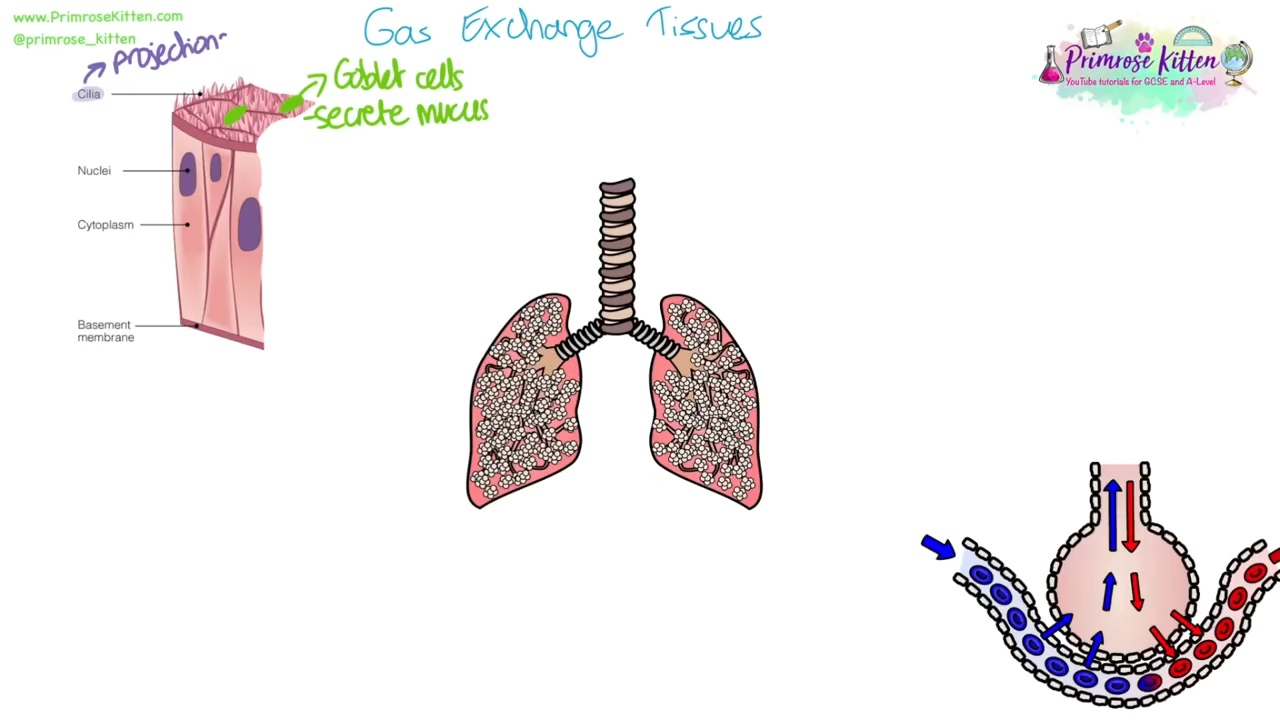 www.PrimroseKitten.com
@primrose_kitten
Gas Exchange Tissues
Primrose Kitten
YouTube tutorials for GCSE and A-Level
projection-
Cilia
Goblet cells
-secrete mucus
Nuclei
Cytoplasm
Basement
membrane